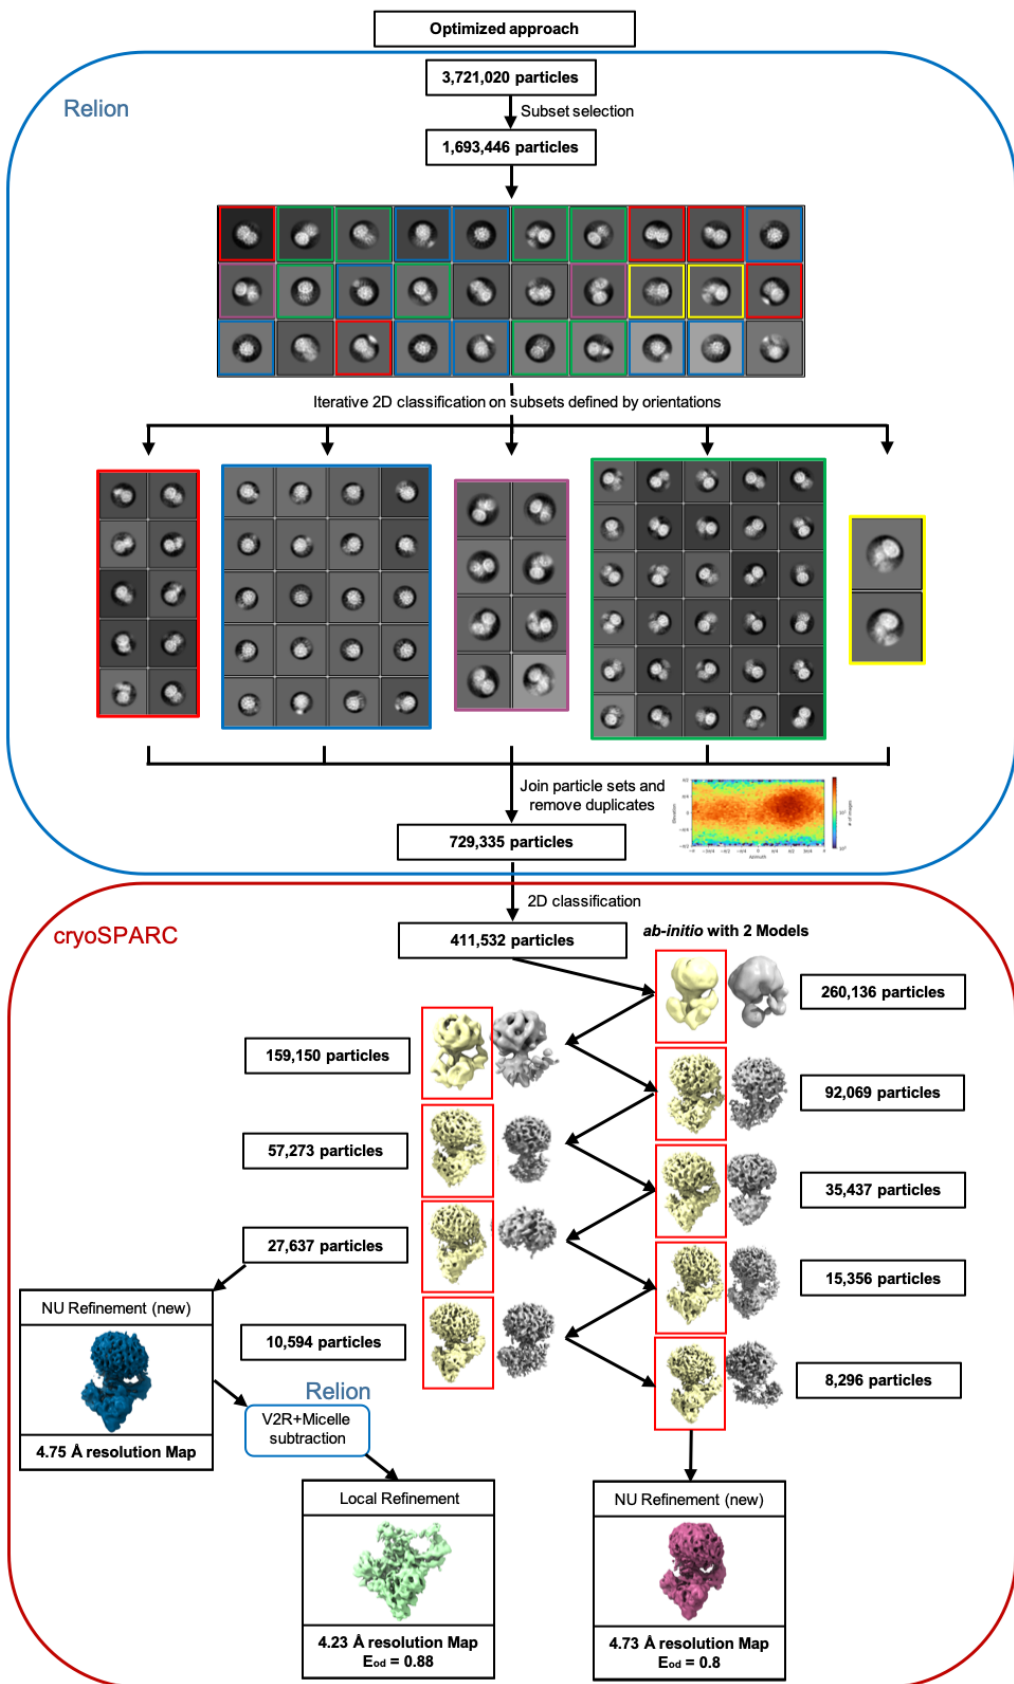 Optimized approach
Relion
3,721,020 particles
Subset selection
1,693,446 particles
Iterative 2D classification on subsets defined by orientations
Join particle sets and
remove duplicates
Elevation
Azimuth
# of images
729,335 particles
cryoSPARC
2D classification
411,532 particles
ab-initio with 2 Models
260,136 particles
159,150 particles
92,069 particles
57,273 particles
35,437 particles
27,637 particles
15,356 particles
10,594 particles
8,296 particles
NU Refinement (new)
4.75 Å resolution Map
Relion
V2R+Micelle
subtraction
Local Refinement
4.23 Å resolution Map
Eod = 0.88
NU Refinement (new)
4.73 Å resolution Map
Eod = 0.8